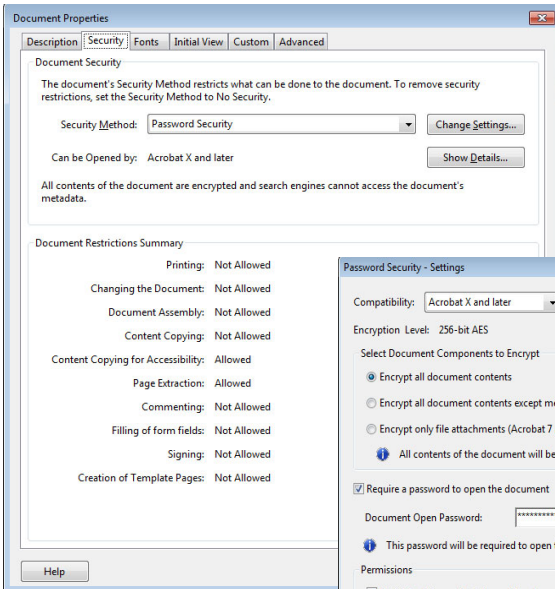 Document Properties
Description Security Fonts Initial View Custom Advanced
Document Security
The document's Security Method restricts what can be done to the document. To remove security
restrictions, set the Security Method to No Security.
Security Method: Password Security Change Settings...
Can be Opened by: Acrobat X and later Show Details...
All contents of the document are encrypted and search engines cannot access the document's
metadata.
Document Restrictions Summary
Printing: Not Allowed
Changing the Document: Not Allowed
Document Assembly: Not Allowed
Content Copying: Not Allowed
Content Copying for Accessibility: Allowed
Page Extraction: Allowed
Commenting: Not Allowed
Filling of form fields: Not Allowed
Signing: Not Allowed
Creation of Template Pages: Not Allowed
Help
Password Security - Settings
Compatibility: Acrobat X and later
Encryption Level: 256-bit AES
Select Document Components to Encrypt
Encrypt all document contents
Encrypt all document contents except me
Encrypt only file attachments (Acrobat 7
All contents of the document will be
Require a password to open the document
Document Open Password: *********
This password will be required to open
Permissions